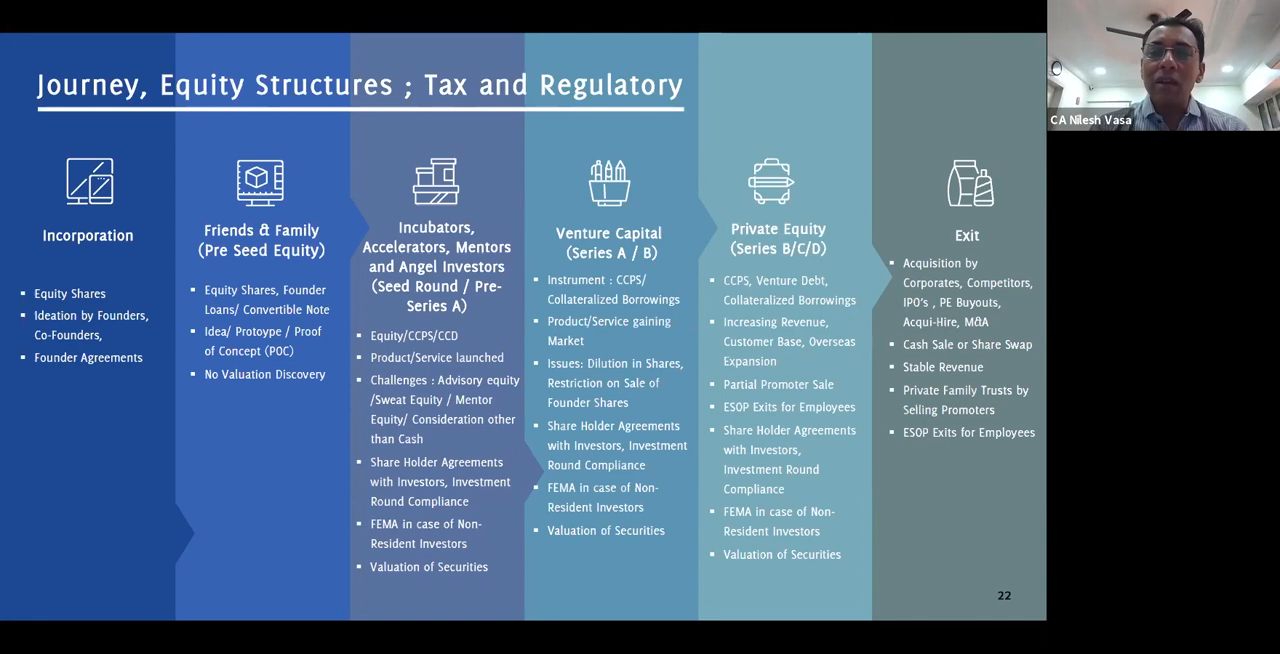 Journey, Equity Structures ; Tax and Regulatory
CA Nilesh Vasa
Incorporation
Equity Shares
Ideation by Founders,
Co-Founders,
Founder Agreements
Friends & Family
(Pre Seed Equity)
Equity Shares, Founder
Loans/ Convertible Note
Idea/ Protoype / Proof
of Concept (POC)
No Valuation Discovery
Incubators,
Accelerators, Mentors
and Angel Investors
(Seed Round / Pre-
Series A)
Equity/CCPS/CCD
Product/Service launched
Challenges : Advisory equity
/Sweat Equity / Mentor
Equity/ Consideration other
than Cash
Share Holder Agreements
with Investors, Investment
Round Compliance
FEMA in case of Non-
Resident Investors
Valuation of Securities
Venture Capital
(Series A / B)
Instrument : CCPS/
Collateralized Borrowings
Product/Service gaining
Market
Issues: Dilution in Shares,
Restriction on Sale of
Founder Shares
Share Holder Agreements
with Investors, Investment
Round Compliance
FEMA in case of Non-
Resident Investors
Valuation of Securities
Private Equity
(Series B/C/D)
CCPS, Venture Debt,
Collateralized Borrowings
Increasing Revenue,
Customer Base, Overseas
Expansion
Partial Promoter Sale
ESOP Exits for Employees
Share Holder Agreements
with Investors,
Investment Round
Compliance
FEMA in case of Non-
Resident Investors
Valuation of Securities
Exit
Acquisition by
Corporates, Competitors,
IPO's , PE Buyouts,
Acqui-Hire, M&A
Cash Sale or Share Swap
Stable Revenue
Private Family Trusts by
Selling Promoters
ESOP Exits for Employees
22